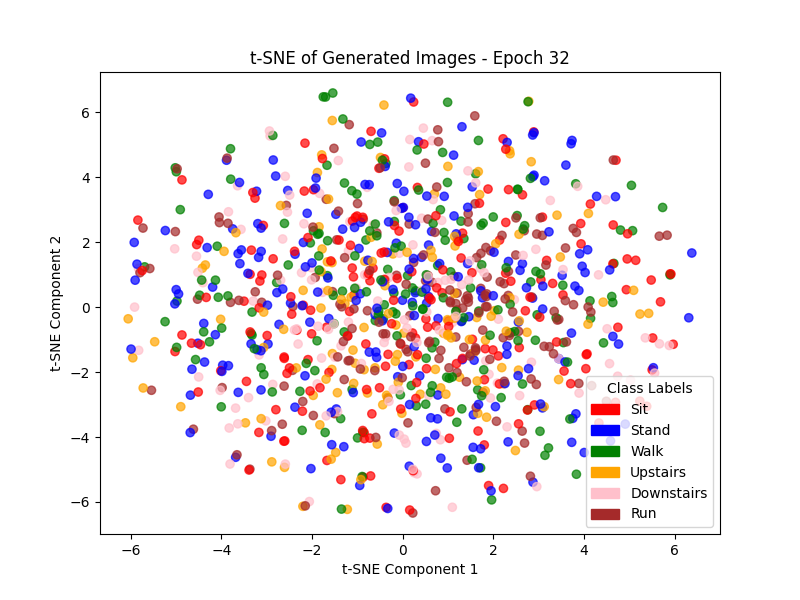 t-SNE of Generated Images - Epoch 32
6
4
2
0
−2
−4
−6
t-SNE Component 2
Class Labels
Sit
Stand
Walk
Upstairs
Downstairs
Run
−6 −4 −2 0 2 4 6
t-SNE Component 1